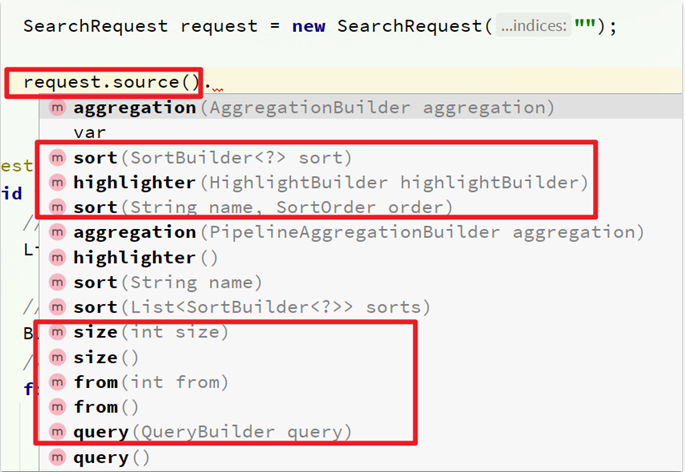 SearchRequest request = new SearchRequest( ...indices: "");
request.source().
m aggregation(AggregationBuilder aggregation)
var
m sort(SortBuilder<?> sort)
est
m highlighter(HighlightBuilder highlightBuilder)
id
m sort(String name, SortOrder order)
//
m aggregation(PipelineAggregationBuilder aggregation)
Li
m highlighter()
m sort(String name)
//
m sort(List<SortBuilder<?>> sorts)
B
m size(int size)
/
m size()
fo
m from(int from)
m from()
m query(QueryBuilder query)
m query()